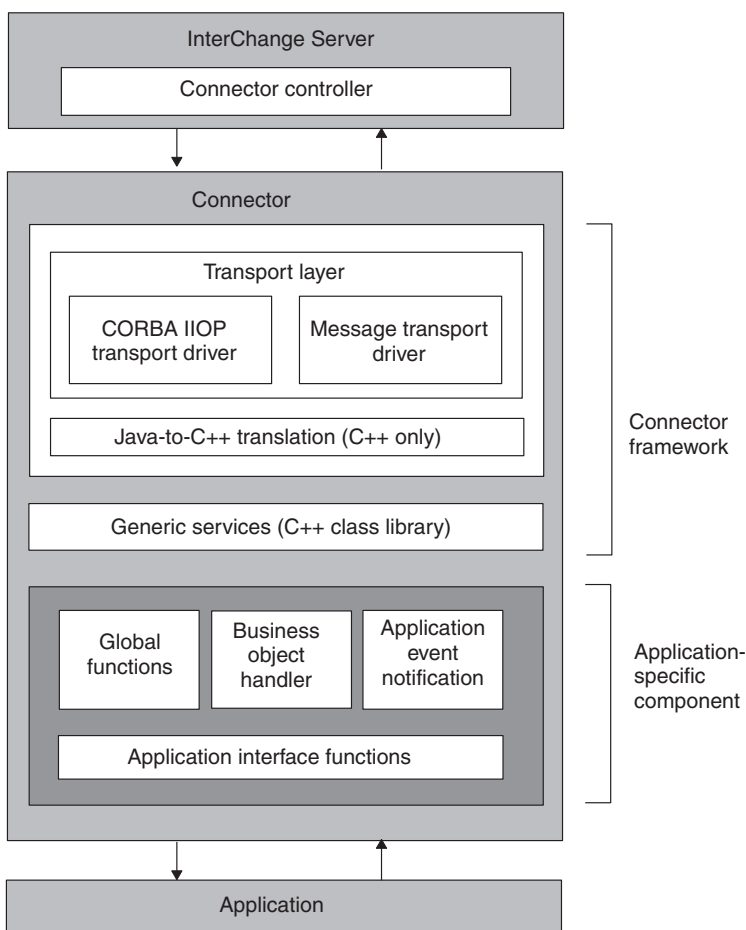 InterChange Server
Connector controller
Connector
Transport layer
CORBA IIOP
transport driver
Message transport
driver
Java-to-C++ translation (C++ only)
Generic services (C++ class library)
Connector
framework
Global
functions
Business
object
handler
Application
event
notification
Application interface functions
Application-
specific
component
Application